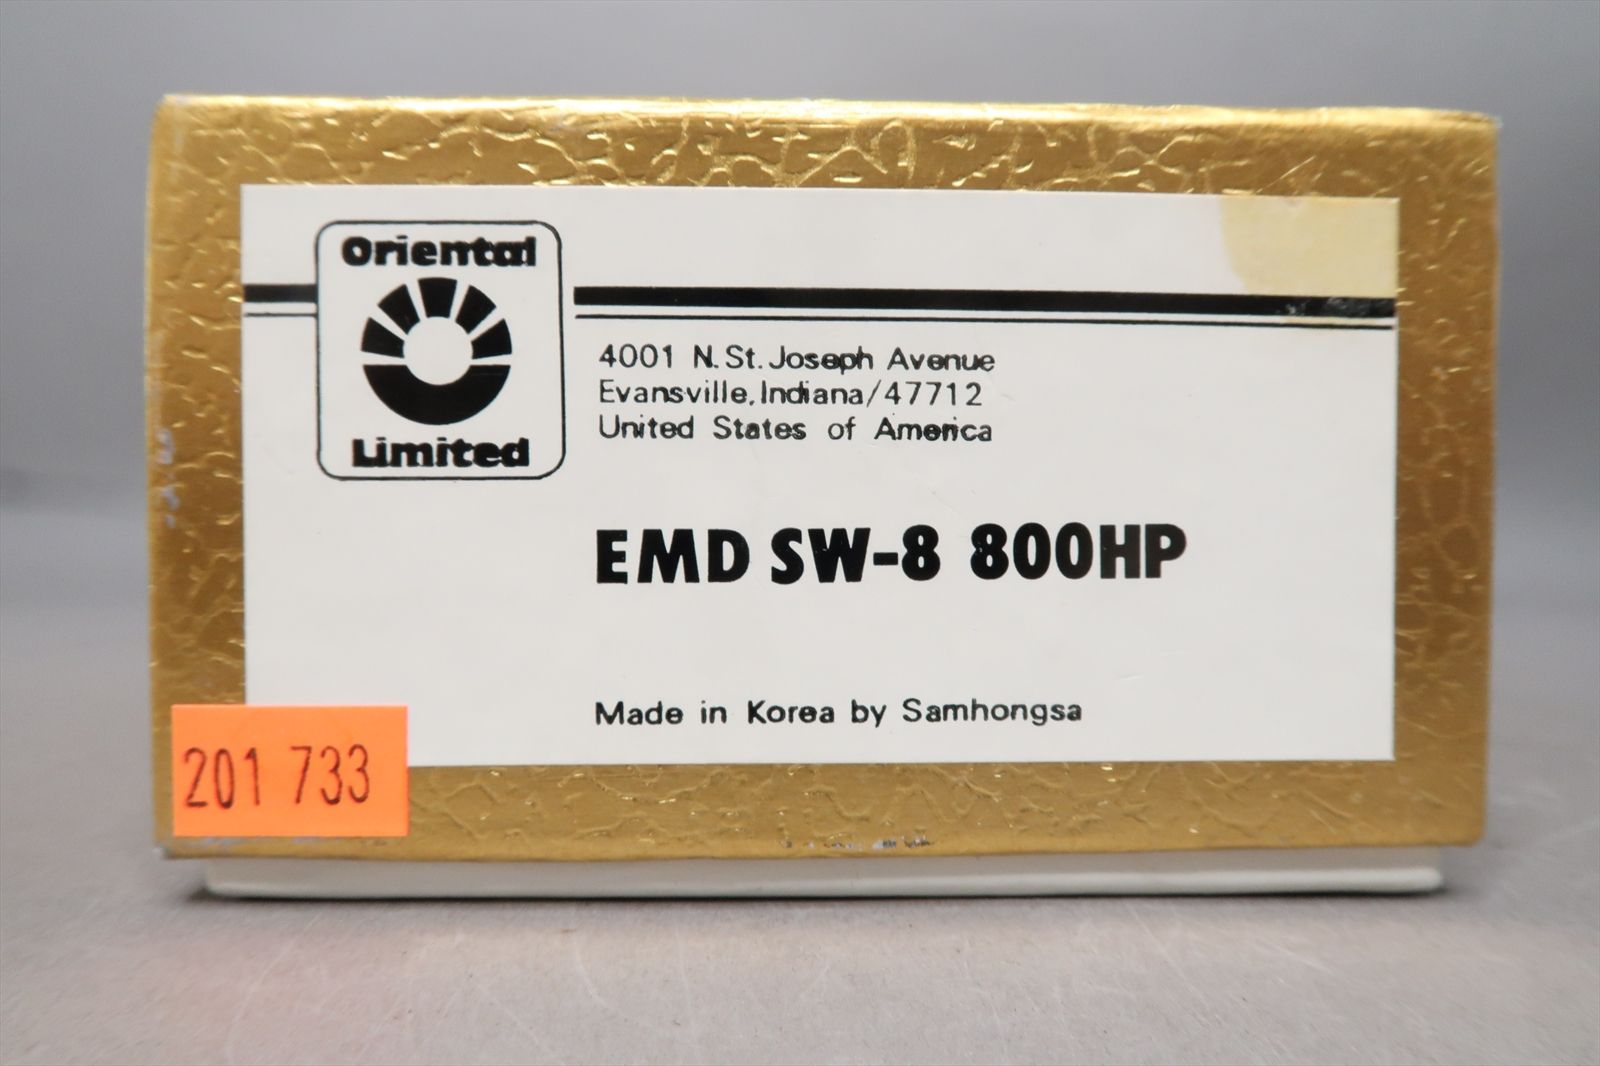 Oriental
Limited
4001 N. St. Joseph Avenue
Evansville, Indiana/47712
United States of America
EMD SW-8 800HP
Made in Korea by Samhongsa
201 733